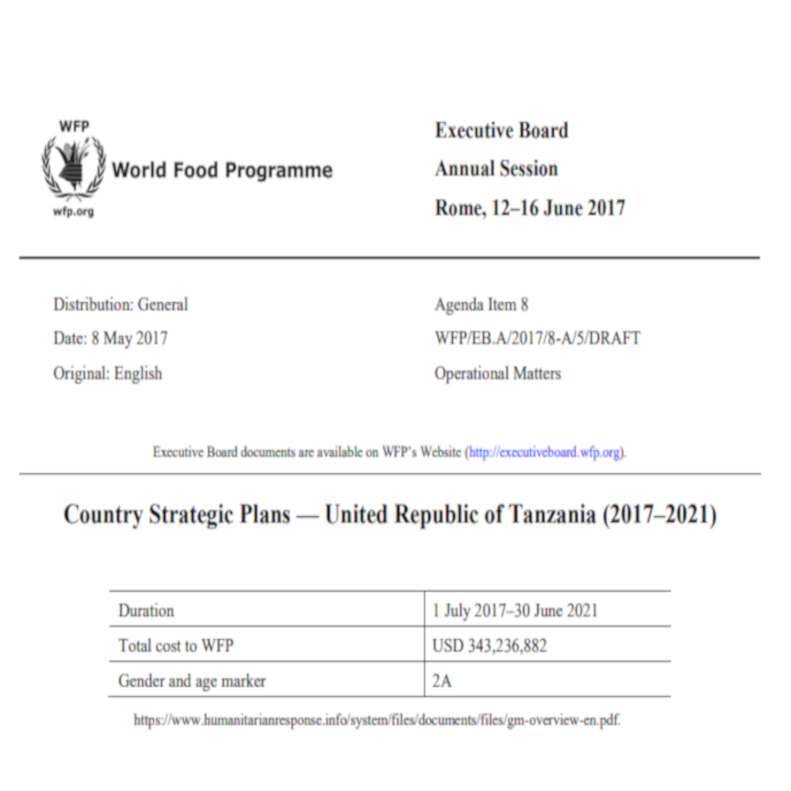 WFP
World Food Programme
wfp.org
Executive Board
Annual Session
Rome, 12–16 June 2017
Distribution: General
Date: 8 May 2017
Original: English
Agenda Item 8
WFP/EB.A/2017/8-A/5/DRAFT
Operational Matters
Executive Board documents are available on WFP's Website (http://executiveboard.wfp.org).
Country Strategic Plans — United Republic of Tanzania (2017–2021)
Duration 1 July 2017–30 June 2021
Total cost to WFP USD 343,236,882
Gender and age marker 2A
https://www.humanitarianresponse.info/system/files/documents/files/gm-overview-en.pdf.